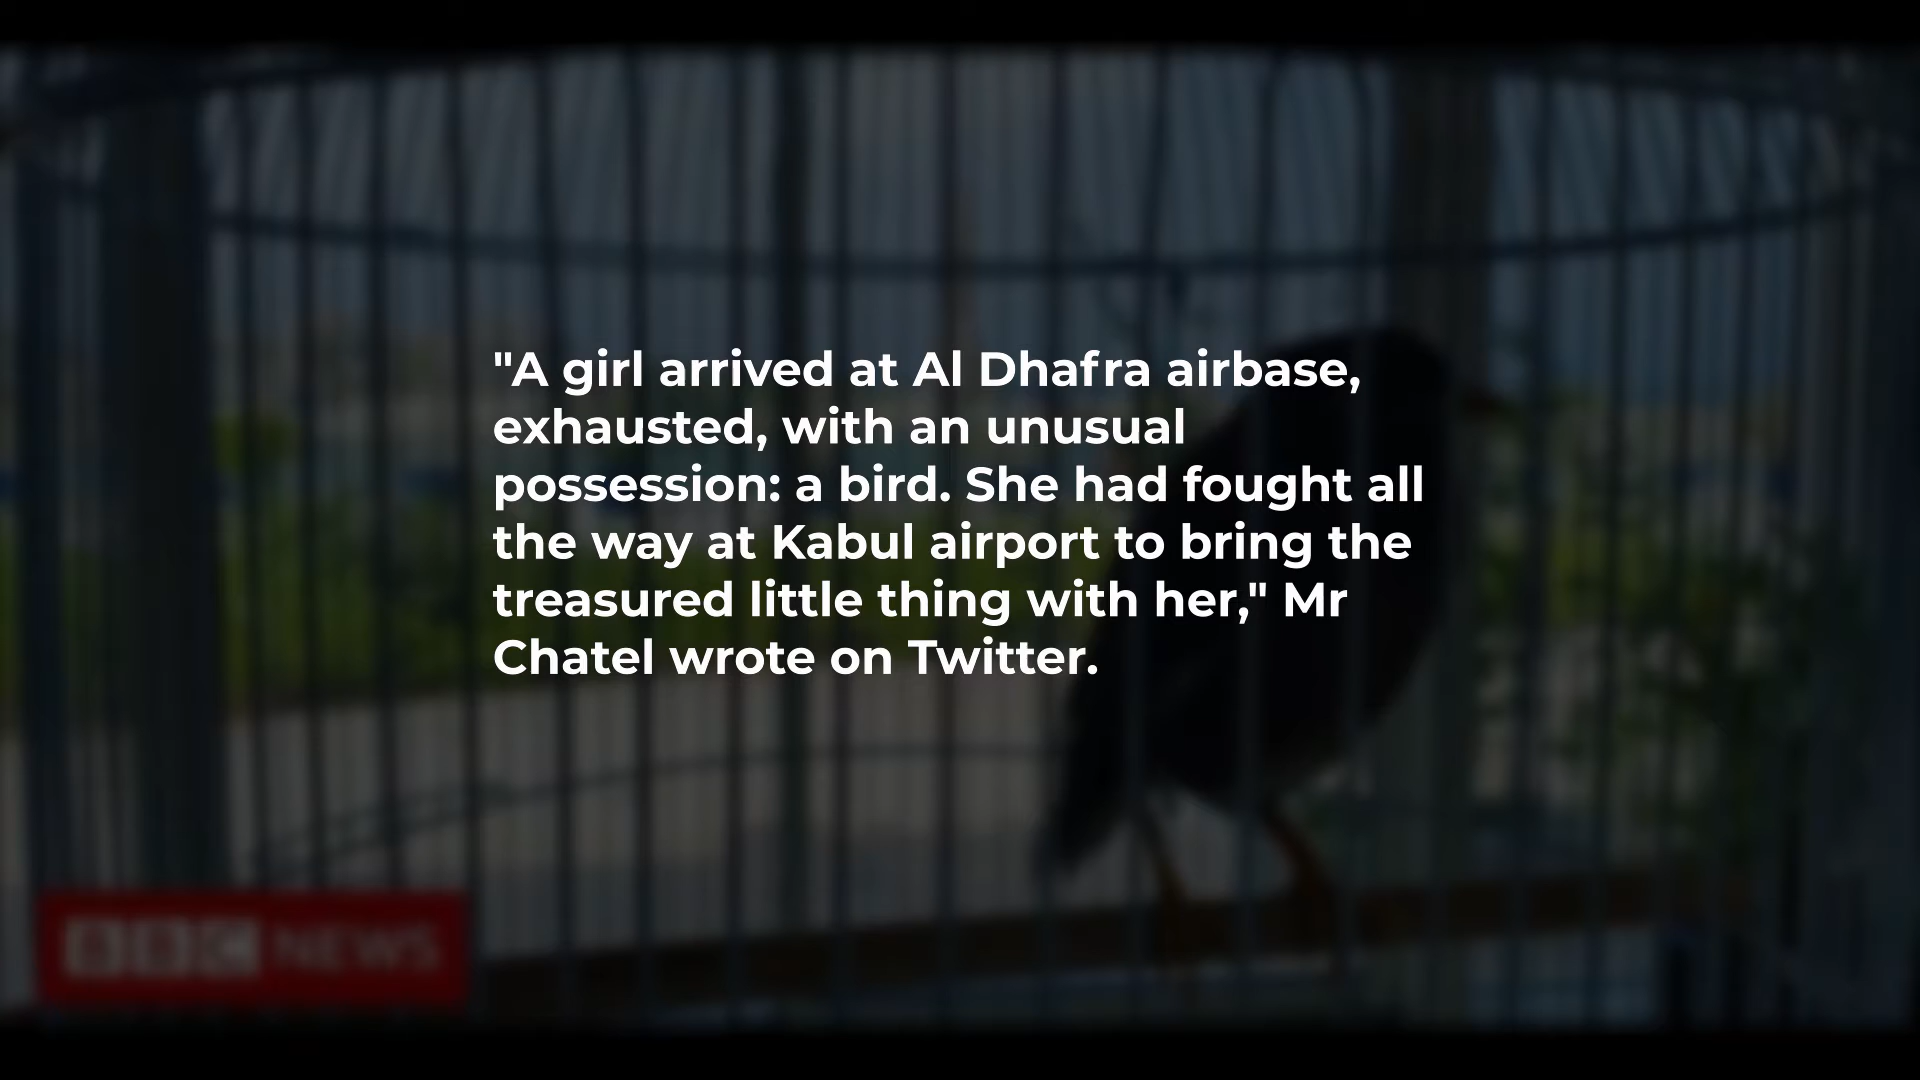 "A girl arrived at Al Dhafra airbase,
exhausted, with an unusual
possession: a bird. She had fought all
the way at Kabul airport to bring the
treasured little thing with her," Mr
Chatel wrote on Twitter.
BBC NEWS